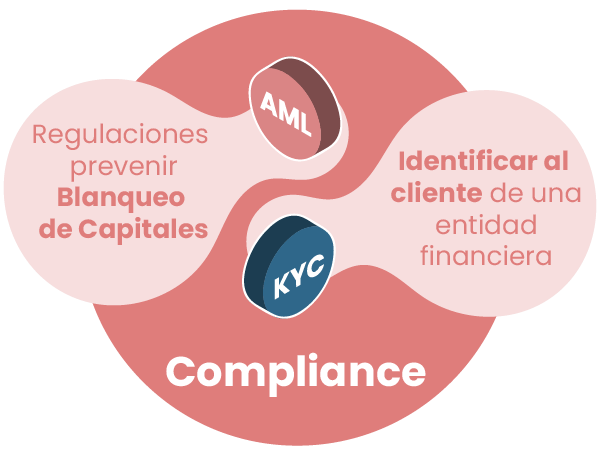 AML
Regulaciones
prevenir
Blanqueo
de Capitales
Identificar al
cliente de una
entidad
financiera
KYC
Compliance